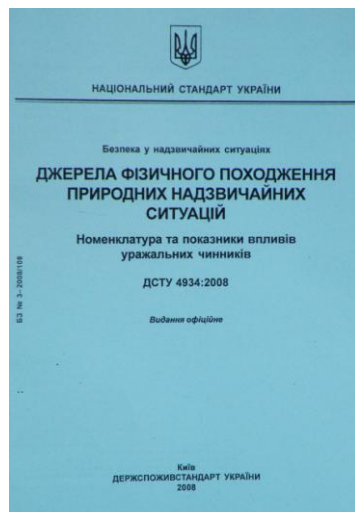 НАЦІОНАЛЬНИЙ СТАНДАРТ УКРАЇНИ
Безпека у надзвичайних ситуаціях
ДЖЕРЕЛА ФІЗИЧНОГО ПОХОДЖЕННЯ
ПРИРОДНИХ НАДЗВИЧАЙНИХ
СИТУАЦІЙ
Номенклатура та показники впливів
уражальних чинників
ДСТУ 4934:2008
Видання офіційне
БЗ № 3–2008/108
Київ
ДЕРЖСПОЖИВСТАНДАРТ УКРАЇНИ
2008